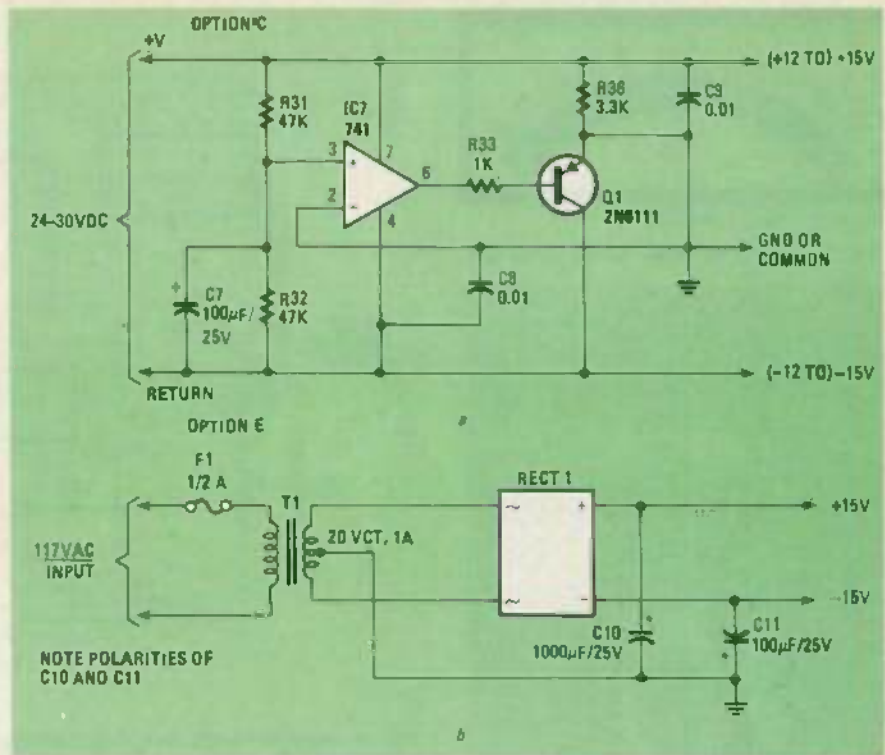 OPTION C
+V
(+12 TO) +15V
R31
47K
IC7
741
R36
3.3K
C9
0.01
3
+
7
R33
1K
6
2
-
4
Q1
2N6111
24–30VDC
GND OR
COMMON
C8
0.01
+
C7
100µF/
25V
R32
47K
RETURN
(-12 TO) -15V
a
OPTION E
F1
1/2 A
RECT 1
T1
20 VCT, 1A
~
+
+15V
117VAC
INPUT
~
-
-15V
+
C10
1000µF/25V
C11
100µF/25V
+
NOTE POLARITIES OF
C10 AND C11
b